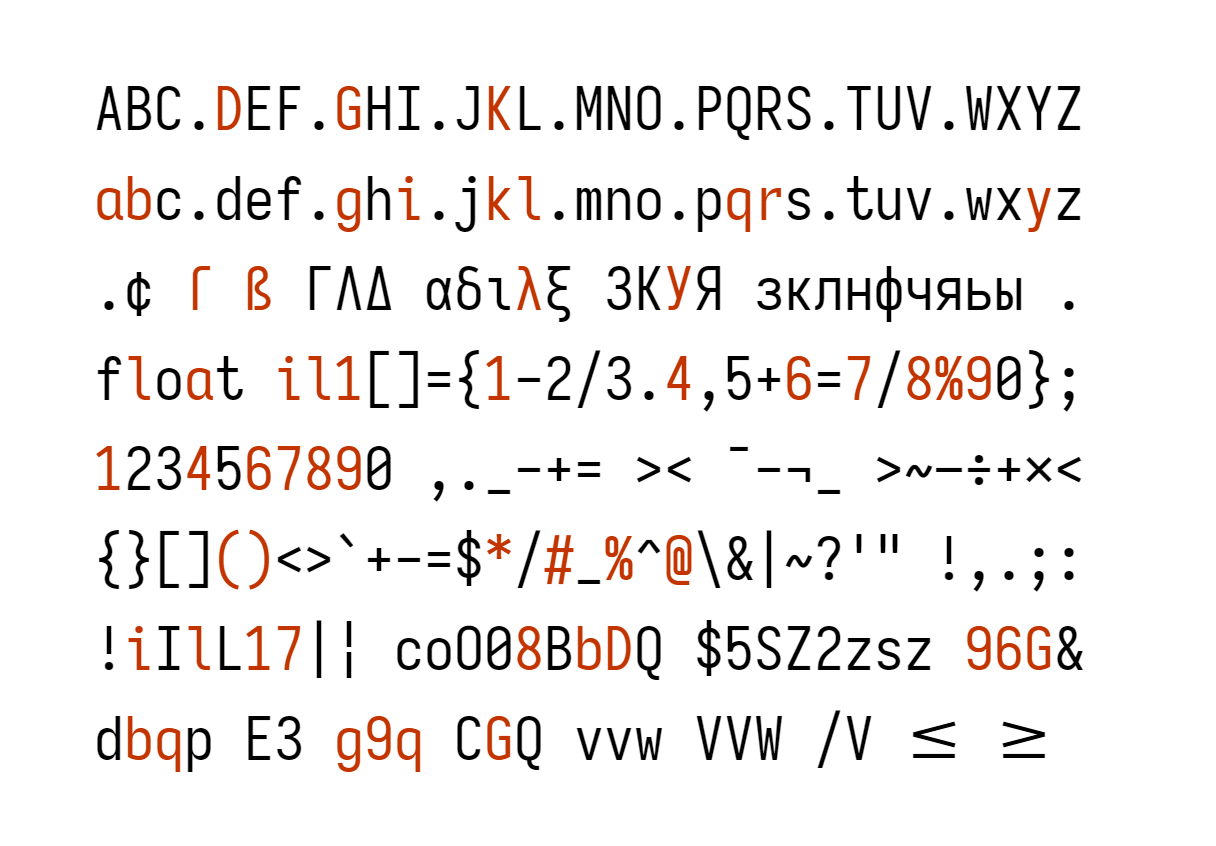 ABC.DEF.GHI.JKL.MNO.PQRS.TUV.WXYZ
abc.def.ghi.jkl.mno.pqrs.tuv.wxyz
.¢ ſ ß ΓΛΔ αδιλξ ЗКУЯ зклнфчяьы .
float il1[]={1-2/3.4,5+6=7/8%90};
1234567890 ,._-+= >< ¯-¬_ >~–÷+×<
{}[]()<>`+-=$*/#_%^@\&|~?'" !,.;:
!iIlL17|¦ coO08BbDQ $5SZ2zsz 96G&
dbqp E3 g9q CGQ vvw VVW /V ≤ ≥